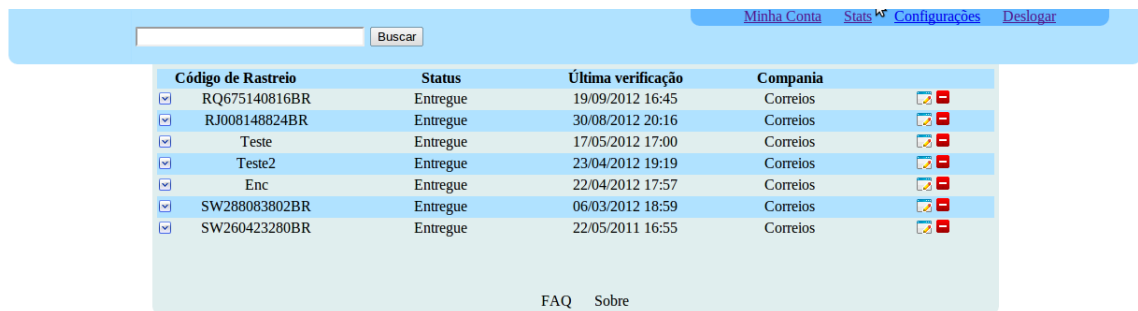 Minha Conta Stats Configurações Deslogar
Buscar
Código de Rastreio Status Última verificação Compania
RQ675140816BR Entregue 19/09/2012 16:45 Correios
RJ008148824BR Entregue 30/08/2012 20:16 Correios
Teste Entregue 17/05/2012 17:00 Correios
Teste2 Entregue 23/04/2012 19:19 Correios
Enc Entregue 22/04/2012 17:57 Correios
SW288083802BR Entregue 06/03/2012 18:59 Correios
SW260423280BR Entregue 22/05/2011 16:55 Correios
FAQ Sobre